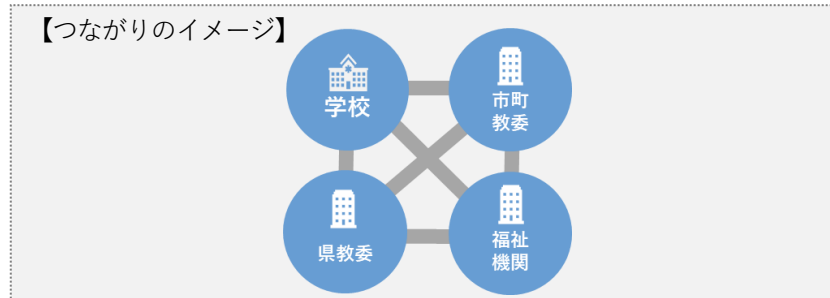 【つながりのイメージ】
学校
市町
教委
県教委
福祉
機関